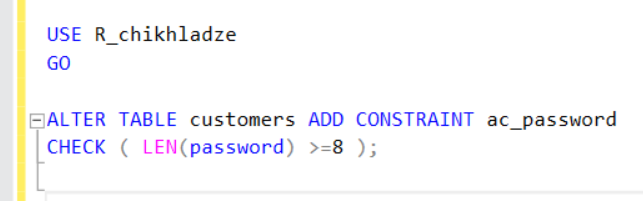 USE R_chikhladze
GO
ALTER TABLE customers ADD CONSTRAINT ac_password
CHECK ( LEN(password) >=8 );